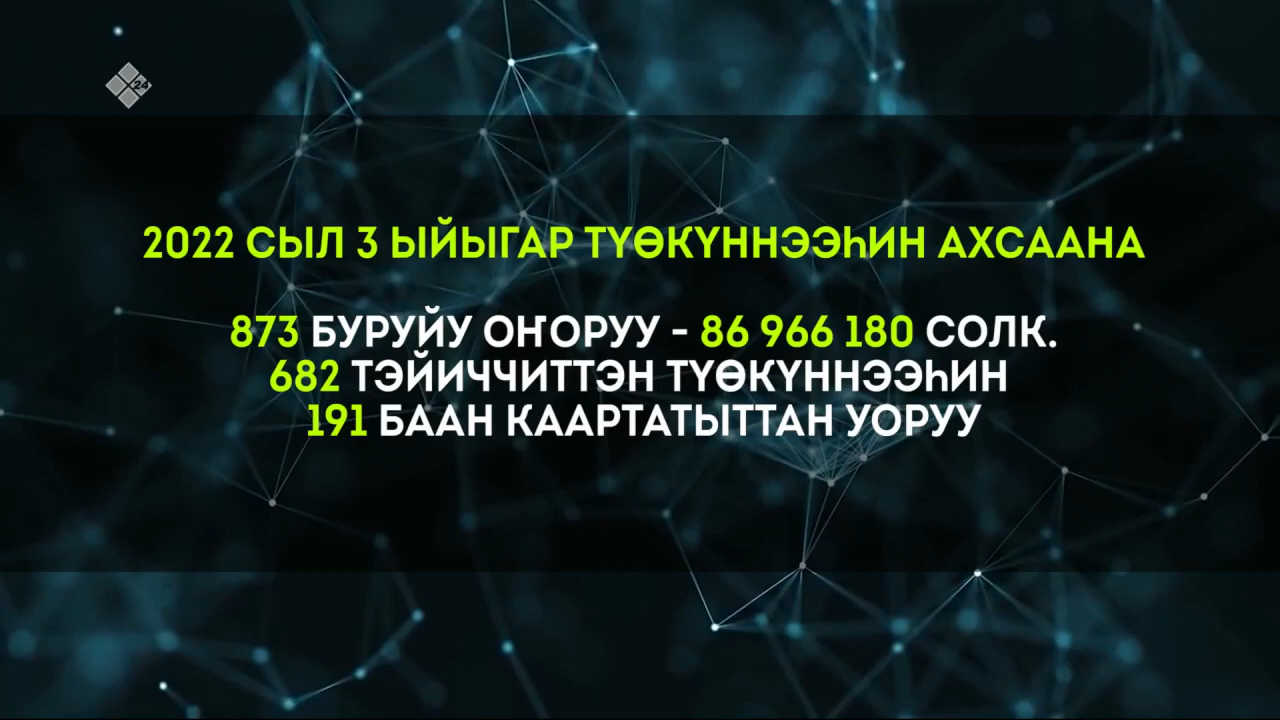 24
2022 СЫЛ 3 ЫЙЫГАР ТҮӨКҮННЭЭҺИН АХСААНА
873 БУРУЙУ ОҤОРУУ - 86 966 180 СОЛК.
682 ТЭЙИЧЧИТТЭН ТҮӨКҮННЭЭҺИН
191 БААН КААРТАТЫТТАН УОРУУ